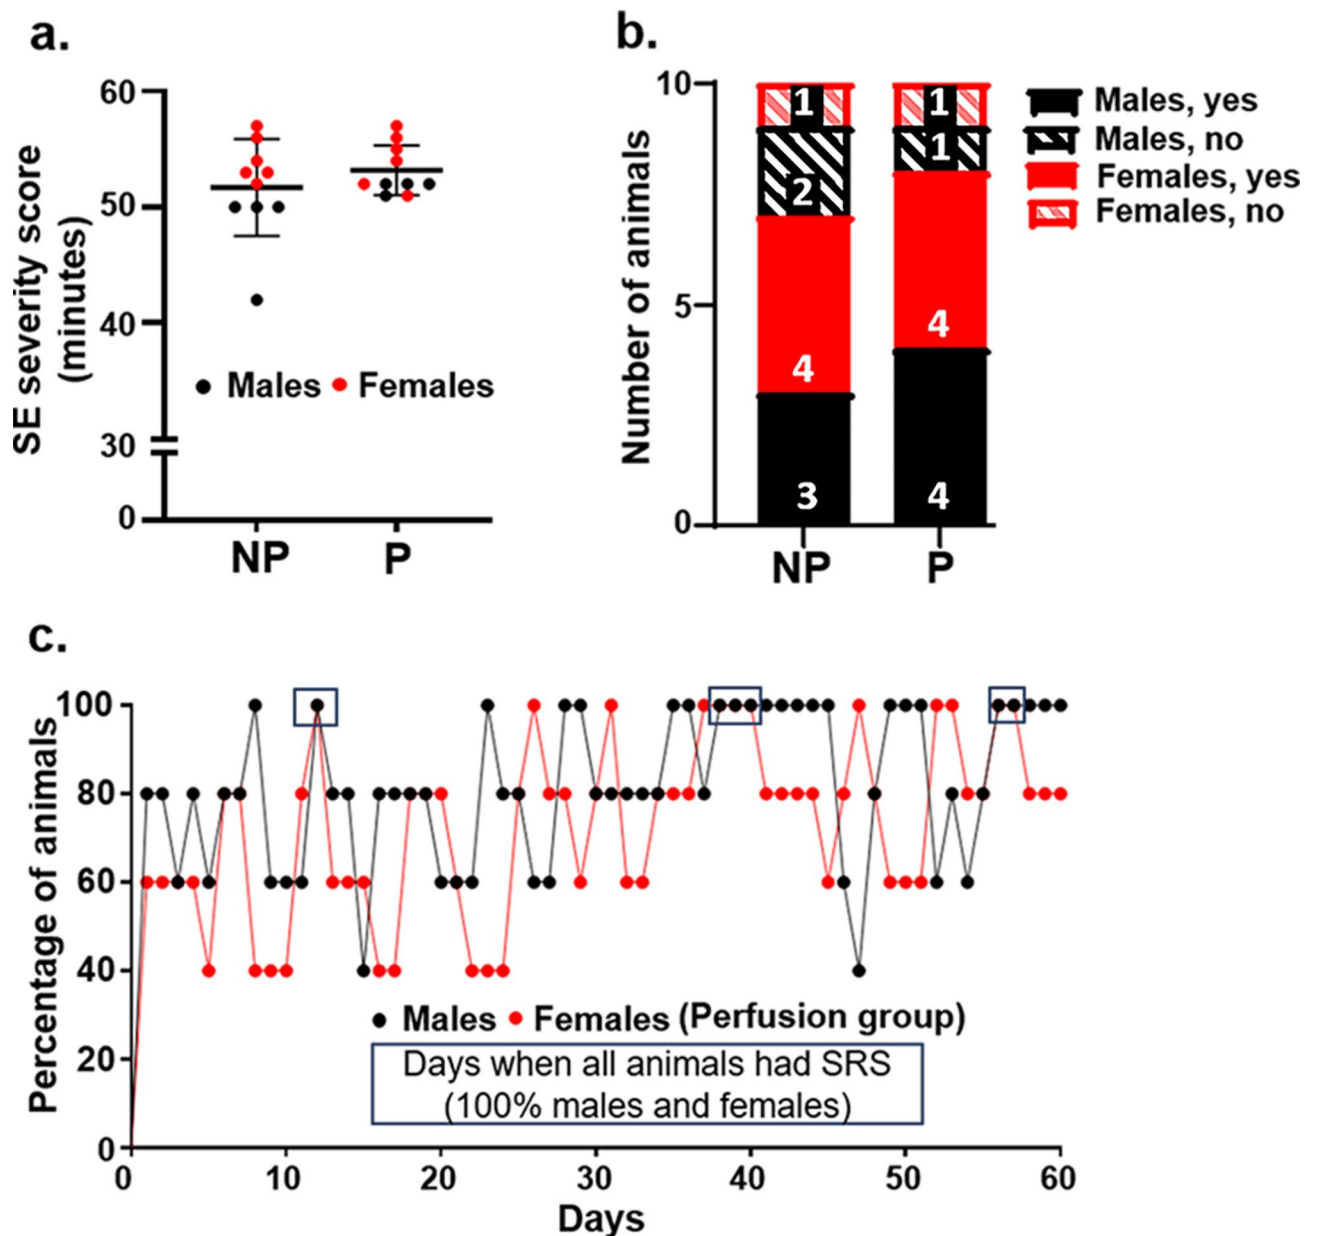 a.
SE severity score
(minutes)
60
50
40
30
0
Males Females
NP P
b.
Number of animals
10
5
0
1
2
4
3
1
1
4
4
NP P
Males, yes
Males, no
Females, yes
Females, no
c.
Percentage of animals
100
80
60
40
20
0
Males Females (Perfusion group)
Days when all animals had SRS
(100% males and females)
0 10 20 30 40 50 60
Days